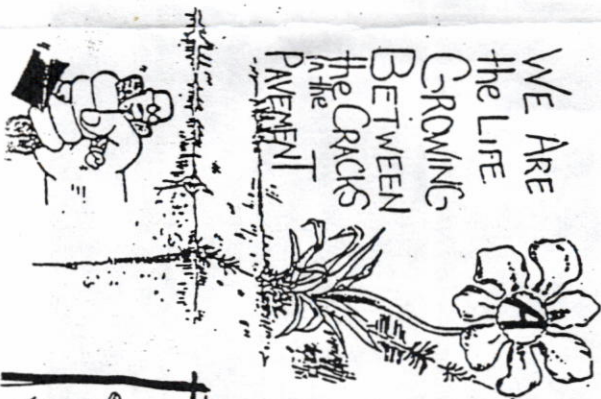 WE ARE
the LIFE
GROWING
BETWEEN
the CRACKS
in the
PAVEMENT
A